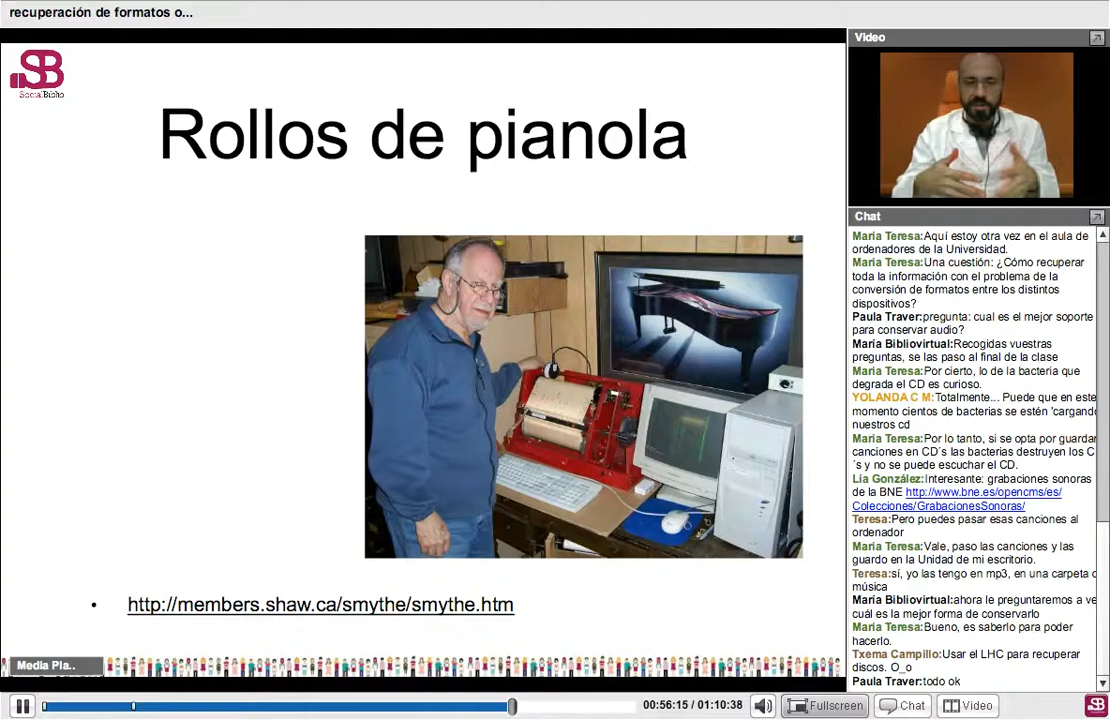 recuperación de formatos o...
SB
SocialBiblio
Rollos de pianola
• http://members.shaw.ca/smythe/smythe.htm
Media Pla..
Video
Chat
Maria Teresa:Aquí estoy otra vez en el aula de
ordenadores de la Universidad.
Maria Teresa:Una cuestión: ¿Cómo recuperar
toda la información con el problema de la
conversión de formatos entre los distintos
dispositivos?
Paula Traver:pregunta: cual es el mejor soporte
para conservar audio?
María Bibliovirtual:Recogidas vuestras
preguntas, se las paso al final de la clase
Maria Teresa:Por cierto, lo de la bacteria que
degrada el CD es curioso.
YOLANDA C M:Totalmente... Puede que en este
momento cientos de bacterias se estén 'cargando
nuestros cd
Maria Teresa:Por lo tanto, si se opta por guardar
canciones en CD´s las bacterias destruyen los C
´s y no se puede escuchar el CD.
Lia González:Interesante: grabaciones sonoras
de la BNE http://www.bne.es/opencms/es/
Colecciones/GrabacionesSonoras/
Teresa:Pero puedes pasar esas canciones al
ordenador
Maria Teresa:Vale, paso las canciones y las
guardo en la Unidad de mi escritorio.
Teresa:sí, yo las tengo en mp3, en una carpeta
música
María Bibliovirtual:ahora le preguntaremos a ve
cuál es la mejor forma de conservarlo
Maria Teresa:Bueno, es saberlo para poder
hacerlo.
Txema Campillo:Usar el LHC para recuperar
discos. O_o
Paula Traver:todo ok
00:56:15 / 01:10:38
Fullscreen
Chat
Video
SB